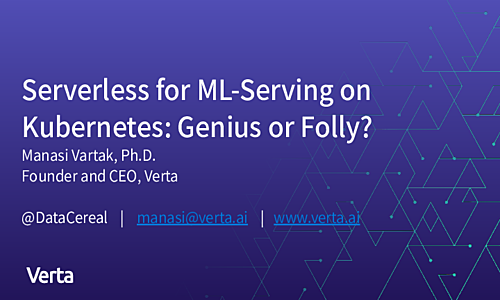 Serverless for ML-Serving on
Kubernetes: Genius or Folly?
Manasi Vartak, Ph.D.
Founder and CEO, Verta
@DataCereal | manasi@verta.ai | www.verta.ai
Verta